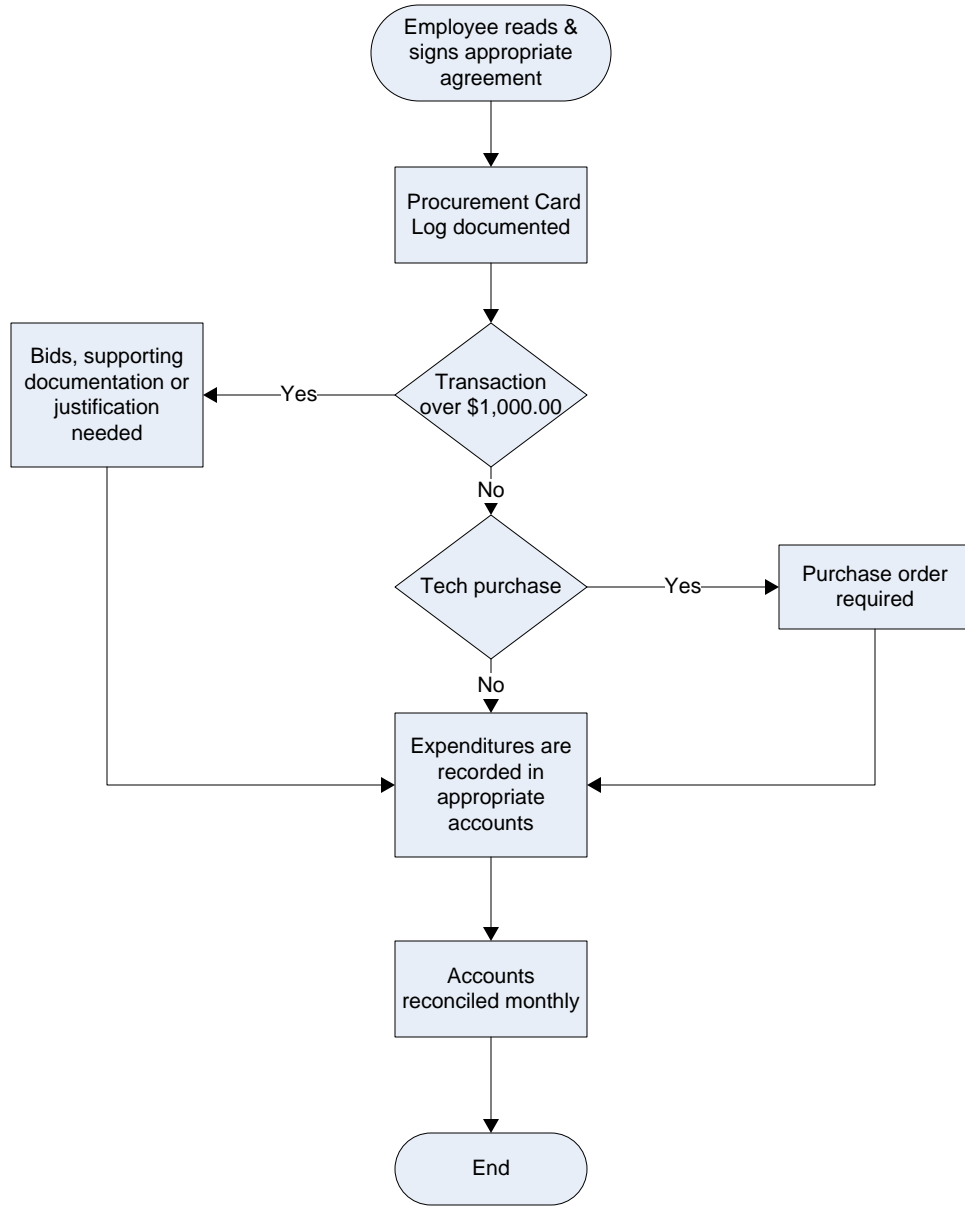 Employee reads &
signs appropriate
agreement
Procurement Card
Log documented
Bids, supporting
documentation or
justification
needed
Yes
Transaction
over $1,000.00
No
Tech purchase
Yes
Purchase order
required
No
Expenditures are
recorded in
appropriate
accounts
Accounts
reconciled monthly
End